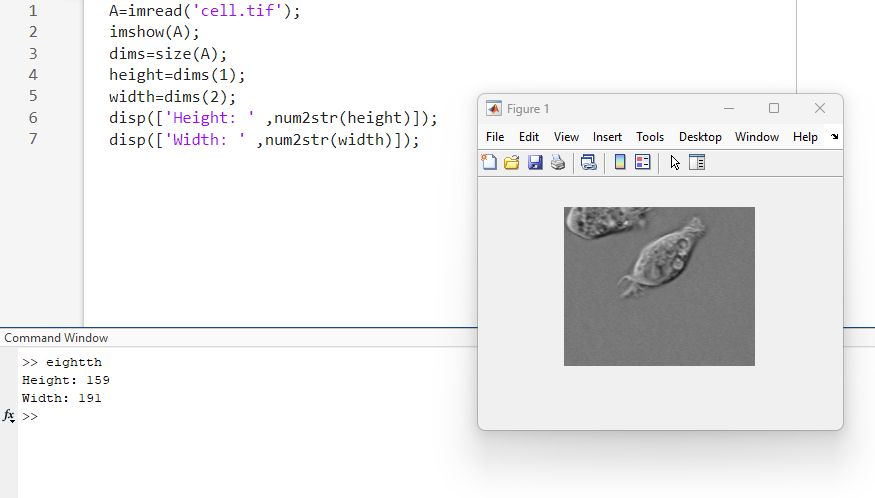 1 A=imread('cell.tif');
2 imshow(A);
3 dims=size(A);
4 height=dims(1);
5 width=dims(2);
6 disp(['Height: ' ,num2str(height)]);
7 disp(['Width: ' ,num2str(width)]);
Figure 1
File Edit View Insert Tools Desktop Window Help
Command Window
>> eightth
Height: 159
Width: 191
fx >>